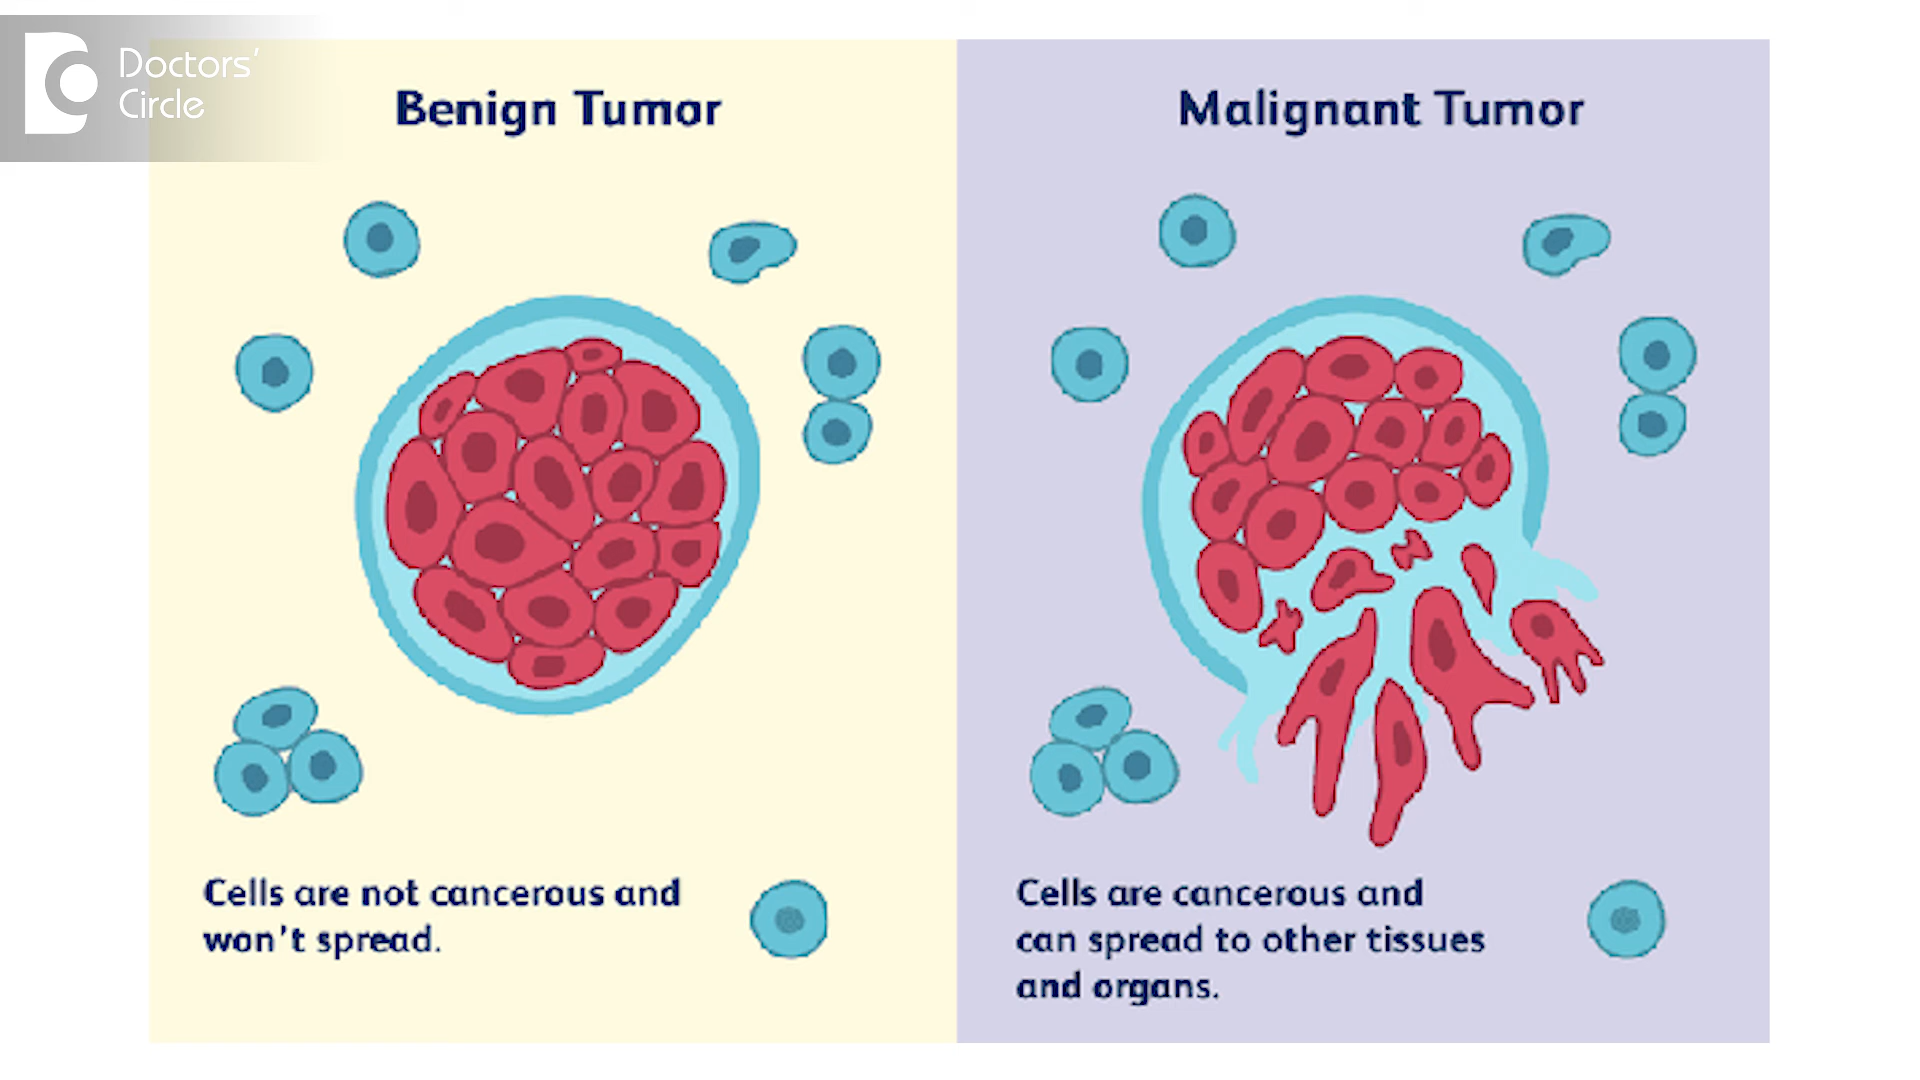 Doctors'
Circle
Benign Tumor
Malignant Tumor
Cells are not cancerous and
won't spread.
Cells are cancerous and
can spread to other tissues
and organs.